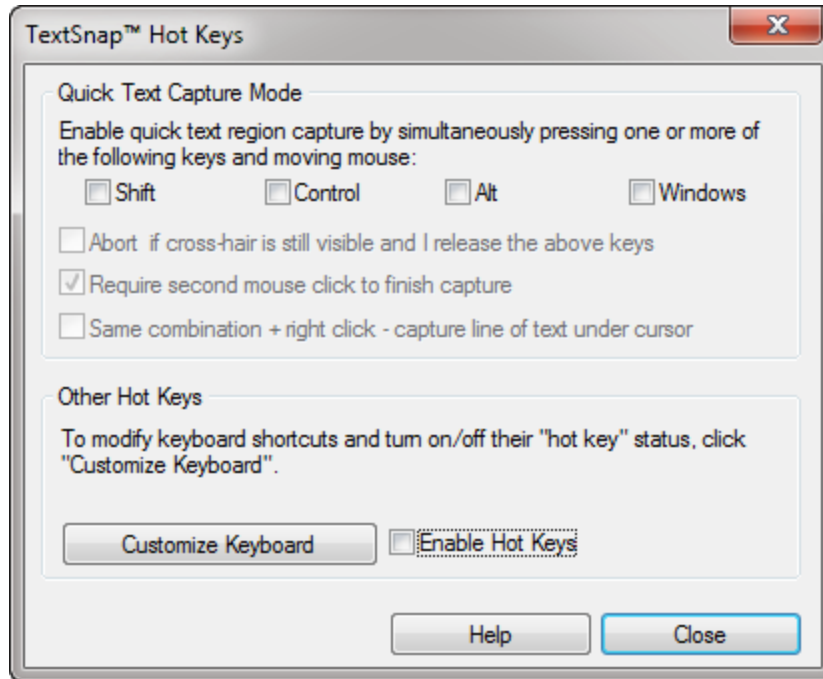 TextSnap™ Hot Keys
Quick Text Capture Mode
Enable quick text region capture by simultaneously pressing one or more of
the following keys and moving mouse:
Shift Control Alt Windows
Abort if cross-hair is still visible and I release the above keys
Require second mouse click to finish capture
Same combination + right click - capture line of text under cursor
Other Hot Keys
To modify keyboard shortcuts and turn on/off their "hot key" status, click
"Customize Keyboard".
Customize Keyboard Enable Hot Keys
Help Close